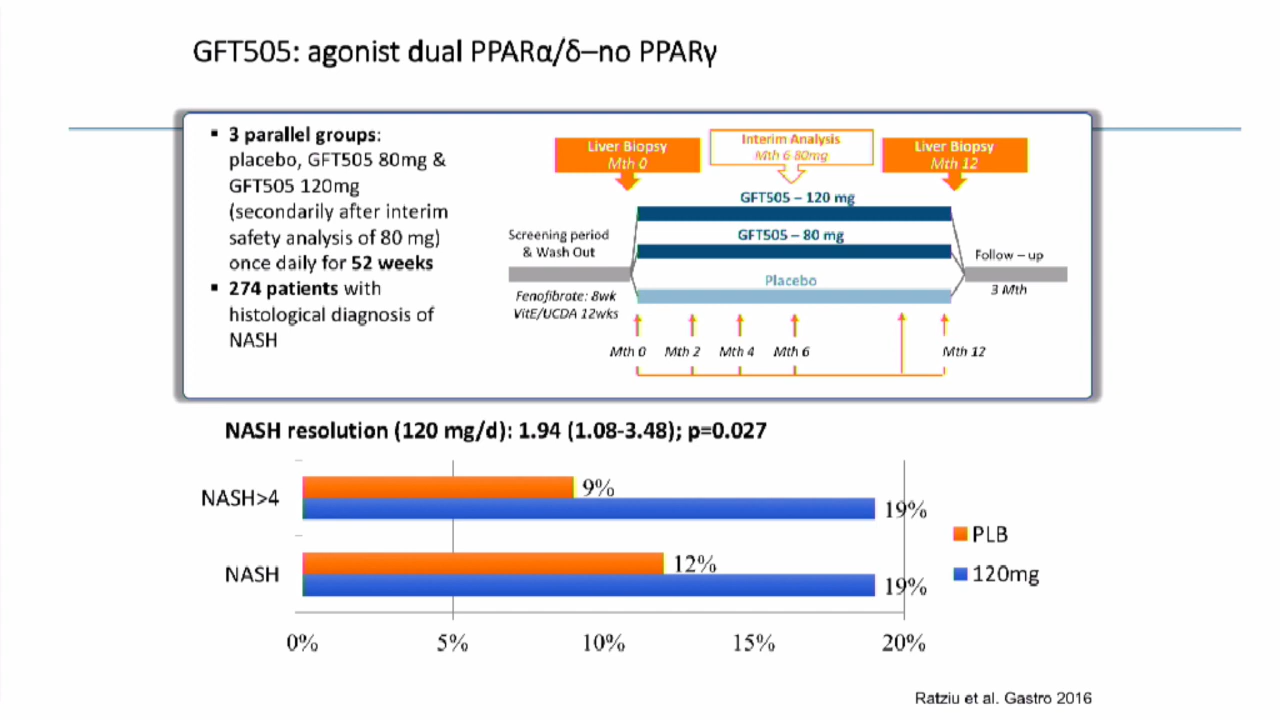 GFT505: agonist dual PPARα/δ–no PPARγ
▪ 3 parallel groups:
placebo, GFT505 80mg &
GFT505 120mg
(secondarily after interim
safety analysis of 80 mg)
once daily for 52 weeks
▪ 274 patients with
histological diagnosis of
NASH
Liver Biopsy
Mth 0
Interim Analysis
Mth 6 80mg
Liver Biopsy
Mth 12
GFT505 – 120 mg
GFT505 – 80 mg
Placebo
Screening period
& Wash Out
Fenofibrate: 8wk
VitE/UCDA 12wks
Follow – up
3 Mth
Mth 0 Mth 2 Mth 4 Mth 6 Mth 12
NASH resolution (120 mg/d): 1.94 (1.08-3.48); p=0.027
NASH>4
9%
19%
NASH
12%
19%
PLB
120mg
0% 5% 10% 15% 20%
Ratziu et al. Gastro 2016